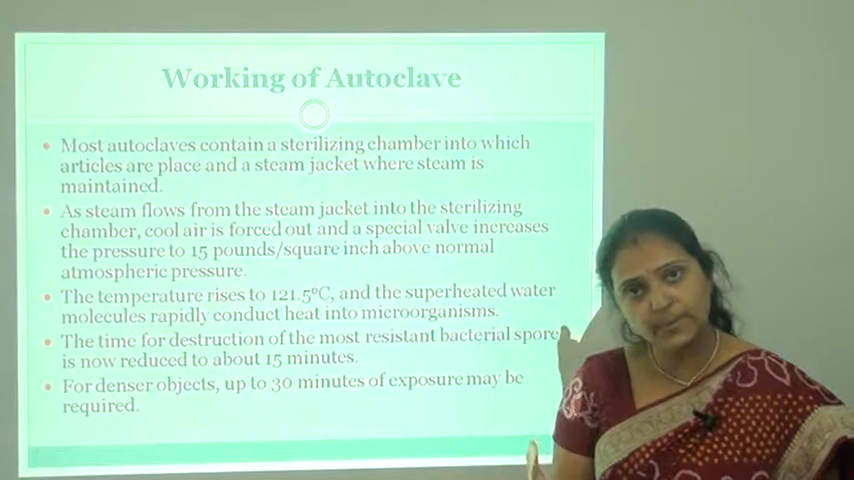 Working of Autoclave
Most autoclaves contain a sterilizing chamber into which
articles are place and a steam jacket where steam is
maintained.
As steam flows from the steam jacket into the sterilizing
chamber, cool air is forced out and a special valve increases
the pressure to 15 pounds/square inch above normal
atmospheric pressure.
The temperature rises to 121.5°C, and the superheated water
molecules rapidly conduct heat into microorganisms.
The time for destruction of the most resistant bacterial spore
is now reduced to about 15 minutes.
For denser objects, up to 30 minutes of exposure may be
required.